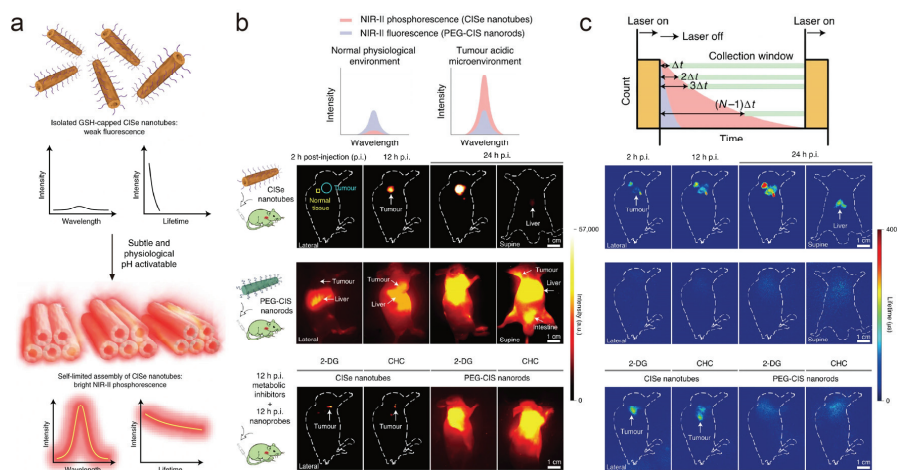 a
Isolated GSH-capped CISe nanotubes:
weak fluorescence
Intensity
Wavelength
Intensity
Lifetime
Subtle and
physiological
pH activatable
Self-limited assembly of CISe nanotubes:
bright NIR-II phosphorescence
Intensity
Wavelength
Intensity
Lifetime
b
NIR-II phosphorescence (CISe nanotubes)
NIR-II fluorescence (PEG-CIS nanorods)
Normal physiological
environment
Tumour acidic
microenvironment
Intensity
Wavelength
Intensity
Wavelength
2 h post-injection (p.i.)
12 h p.i.
24 h p.i.
CISe
nanotubes
Tumour
Normal
tissue
Lateral
Tumour
Liver
Supine
1 cm
PEG-CIS
nanorods
Tumour
Liver
Lateral
Tumour
Liver
Tumour
Liver
Intestine
Supine
1 cm
2-DG
CHC
2-DG
CHC
CISe nanotubes
PEG-CIS nanorods
12 h p.i.
metabolic
inhibitors
+
12 h p.i.
nanoprobes
Tumour
Tumour
Lateral
1 cm
57,000
Intensity (a.u.)
0
c
Laser on
Laser off
Laser on
Collection window
Δt
2Δt
3Δt
(N−1)Δt
Count
Time
2 h p.i.
12 h p.i.
24 h p.i.
Tumour
Lateral
Liver
Supine
1 cm
Lateral
Supine
1 cm
2-DG
CHC
2-DG
CHC
CISe nanotubes
PEG-CIS nanorods
Tumour
Tumour
Lateral
1 cm
400
Lifetime (μs)
0